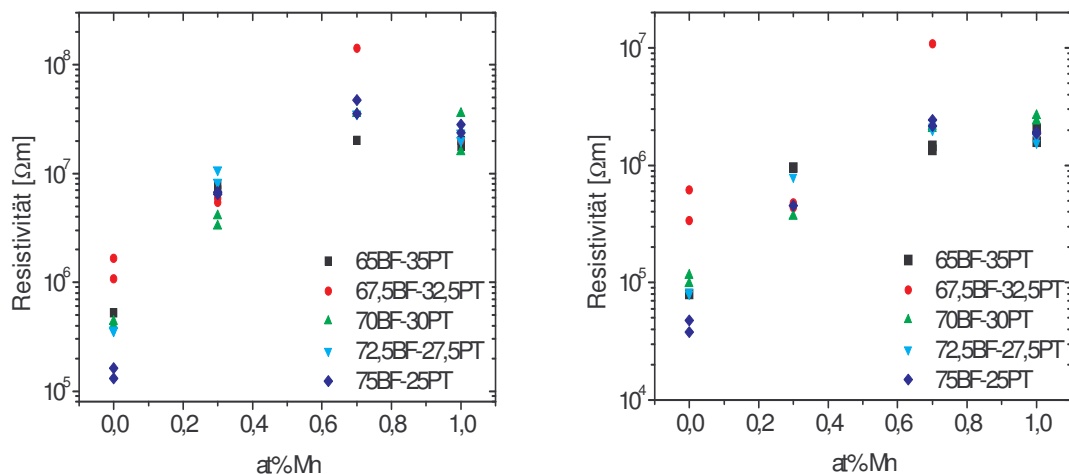 10⁸
10⁷
10⁶
10⁵
Resistivität [Ωm]
65BF-35PT
67,5BF-32,5PT
70BF-30PT
72,5BF-27,5PT
75BF-25PT
0,0 0,2 0,4 0,6 0,8 1,0
at%Mn
10⁷
10⁶
10⁵
10⁴
Resistivität [Ωm]
65BF-35PT
67,5BF-32,5PT
70BF-30PT
72,5BF-27,5PT
75BF-25PT
0,0 0,2 0,4 0,6 0,8 1,0
at%Mn